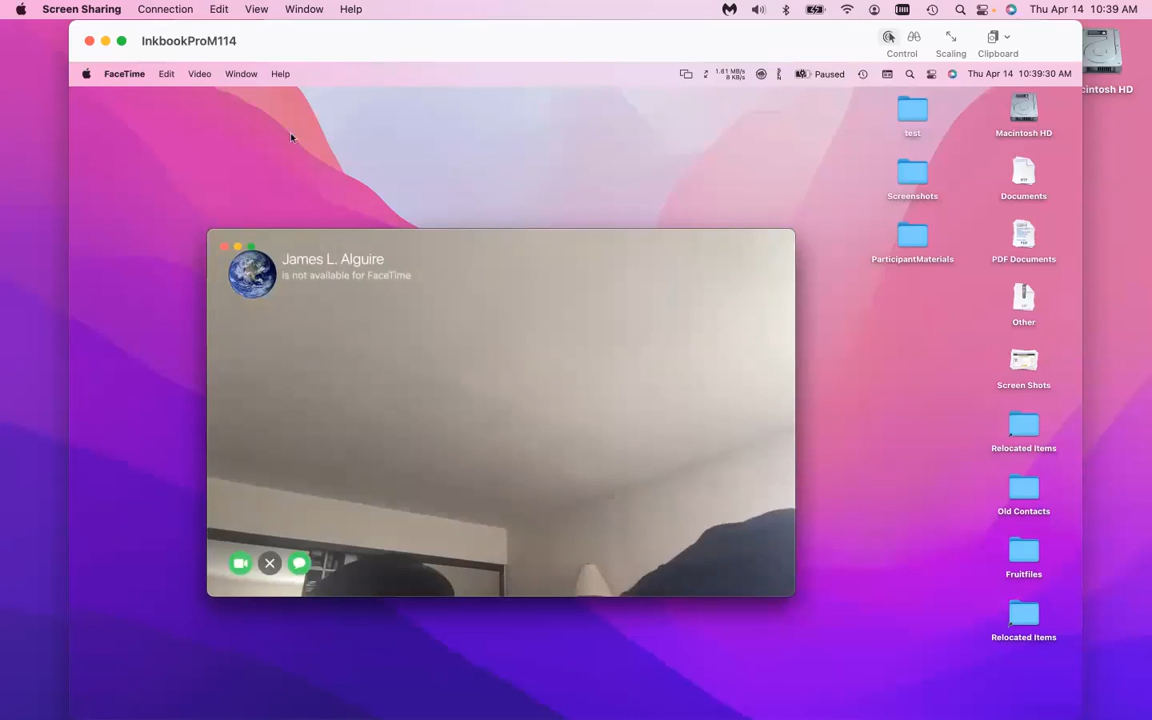 Screen Sharing Connection Edit View Window Help Thu Apr 14 10:39 AM
InkbookProM114
Control Scaling Clipboard
FaceTime Edit Video Window Help 1.61 MB/s Paused Thu Apr 14 10:39:30 AM
8 KB/s
cintosh HD
test Macintosh HD
Screenshots Documents
ParticipantMaterials PDF Documents
James L. Alguire
is not available for FaceTime
Other
Screen Shots
Relocated Items
Old Contacts
Fruitfiles
Relocated Items